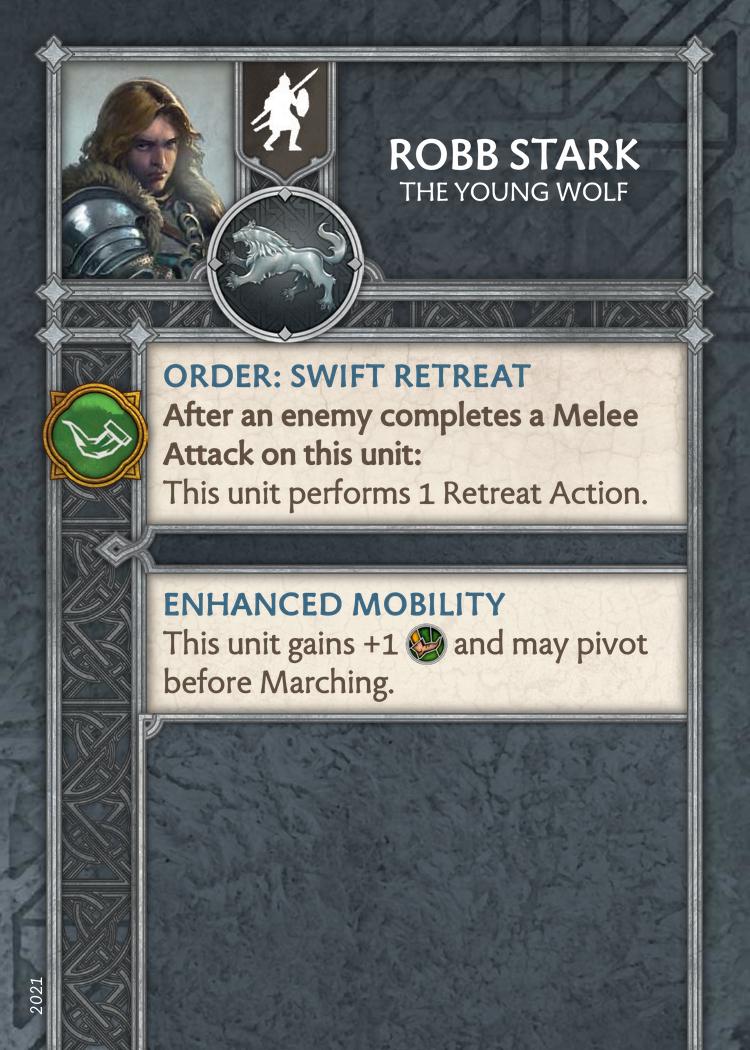 ROBB STARK
THE YOUNG WOLF
ORDER: SWIFT RETREAT
After an enemy completes a Melee
Attack on this unit:
This unit performs 1 Retreat Action.
ENHANCED MOBILITY
This unit gains +1 and may pivot
before Marching.
2021